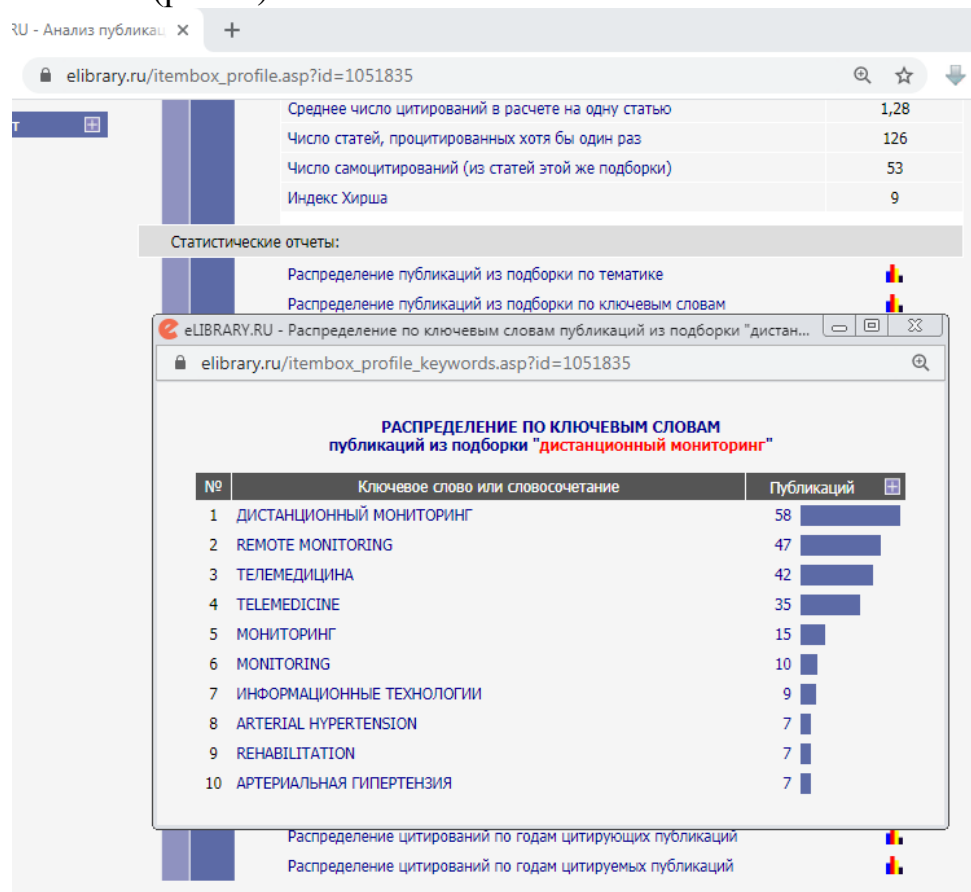 RU - Анализ публикац
elibrary.ru/itembox_profile.asp?id=1051835
т
Среднее число цитирований в расчете на одну статью 1,28
Число статей, процитированных хотя бы один раз 126
Число самоцитирований (из статей этой же подборки) 53
Индекс Хирша 9
Статистические отчеты:
Распределение публикаций из подборки по тематике
Распределение публикаций из подборки по ключевым словам
eLIBRARY.RU - Распределение по ключевым словам публикаций из подборки "дистан...
elibrary.ru/itembox_profile_keywords.asp?id=1051835
РАСПРЕДЕЛЕНИЕ ПО КЛЮЧЕВЫМ СЛОВАМ
публикаций из подборки "дистанционный мониторинг"
№ Ключевое слово или словосочетание Публикаций
1 ДИСТАНЦИОННЫЙ МОНИТОРИНГ 58
2 REMOTE MONITORING 47
3 ТЕЛЕМЕДИЦИНА 42
4 TELEMEDICINE 35
5 МОНИТОРИНГ 15
6 MONITORING 10
7 ИНФОРМАЦИОННЫЕ ТЕХНОЛОГИИ 9
8 ARTERIAL HYPERTENSION 7
9 REHABILITATION 7
10 АРТЕРИАЛЬНАЯ ГИПЕРТЕНЗИЯ 7
Распределение цитирований по годам цитирующих публикаций
Распределение цитирований по годам цитируемых публикаций